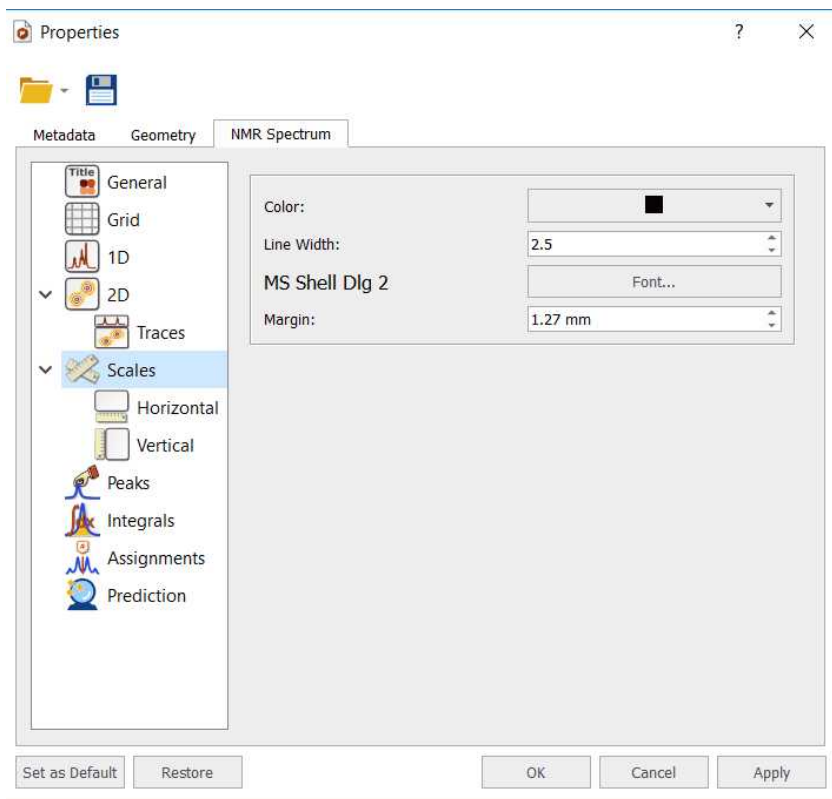 Properties
?
Metadata Geometry NMR Spectrum
Title
General
Grid
1D
2D
Traces
Scales
Horizontal
Vertical
Peaks
Integrals
Assignments
Prediction
Color:
Line Width: 2.5
MS Shell Dlg 2 Font...
Margin: 1.27 mm
Set as Default Restore OK Cancel Apply